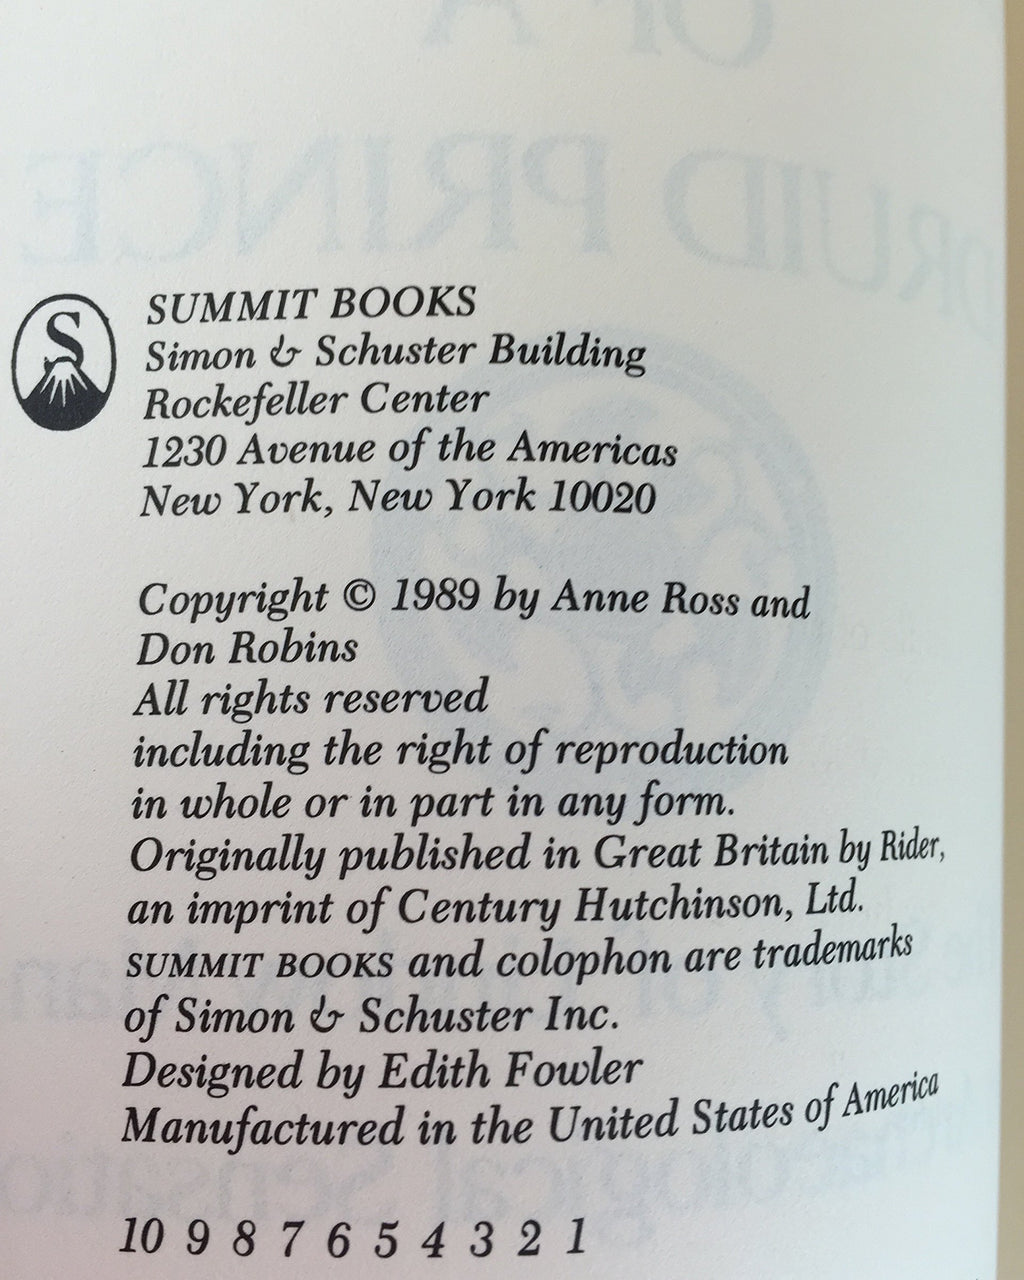 SUMMIT BOOKS
Simon & Schuster Building
Rockefeller Center
1230 Avenue of the Americas
New York, New York 10020
Copyright © 1989 by Anne Ross and
Don Robins
All rights reserved
including the right of reproduction
in whole or in part in any form.
Originally published in Great Britain by Rider,
an imprint of Century Hutchinson, Ltd.
SUMMIT BOOKS and colophon are trademarks
of Simon & Schuster Inc.
Designed by Edith Fowler
Manufactured in the United States of America
10 9 8 7 6 5 4 3 2 1